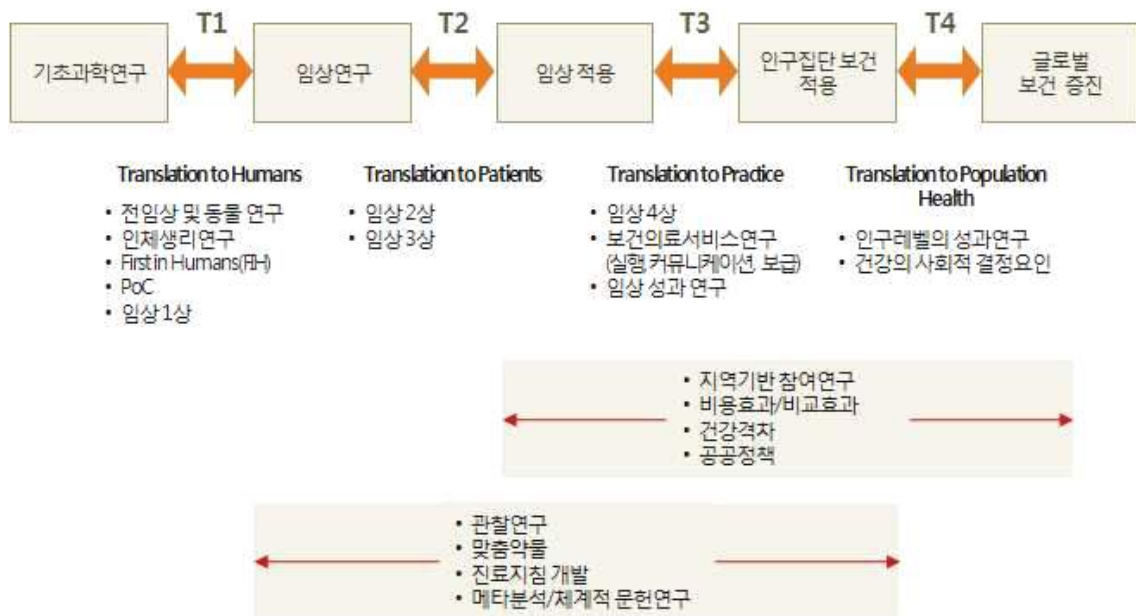 T1
T2
T3
T4
기초과학연구
임상연구
임상 적용
인구집단 보건
적용
글로벌
보건 증진
Translation to Humans
• 전임상 및 동물 연구
• 인체생리연구
• First in Humans(FIH)
• PoC
• 임상 1상
Translation to Patients
• 임상 2상
• 임상 3상
Translation to Practice
• 임상 4상
• 보건의료서비스연구
(실행, 커뮤니케이션, 보급)
• 임상 성과 연구
Translation to Population
Health
• 인구레벨의 성과연구
• 건강의 사회적 결정요인
• 지역기반 참여연구
• 비용효과/비교효과
• 건강격차
• 공공정책
• 관찰연구
• 맞춤약물
• 진료지침 개발
• 메타분석/체계적 문헌연구